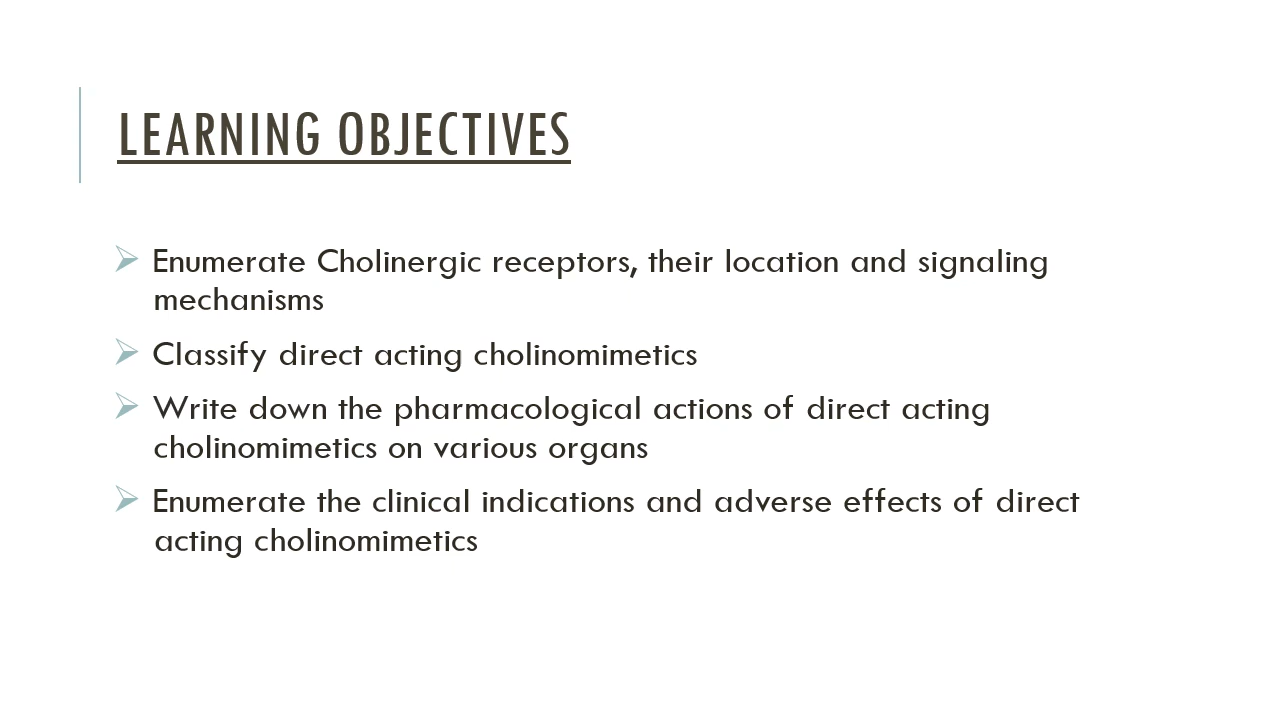 LEARNING OBJECTIVES
Enumerate Cholinergic receptors, their location and signaling
mechanisms
Classify direct acting cholinomimetics
Write down the pharmacological actions of direct acting
cholinomimetics on various organs
Enumerate the clinical indications and adverse effects of direct
acting cholinomimetics